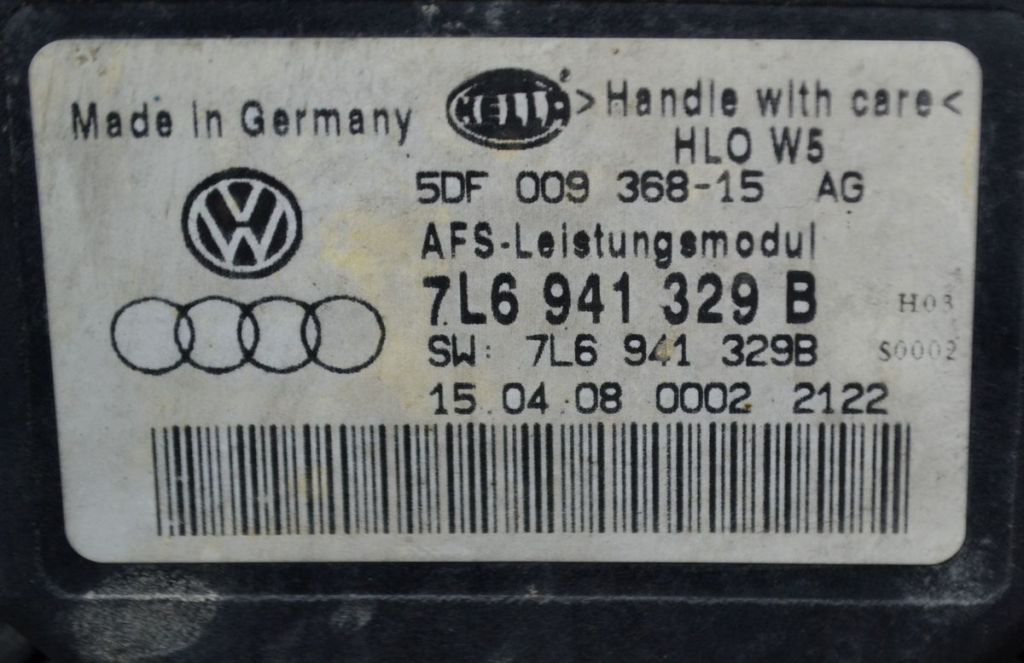 Made in Germany HELLA >Handle with care<
HLO W5
5DF 009 368-15 AG
AFS-Leistungsmodul
7L6 941 329 B H03
SW: 7L6 941 329B S0002
15.04.08 0002 2122
VW